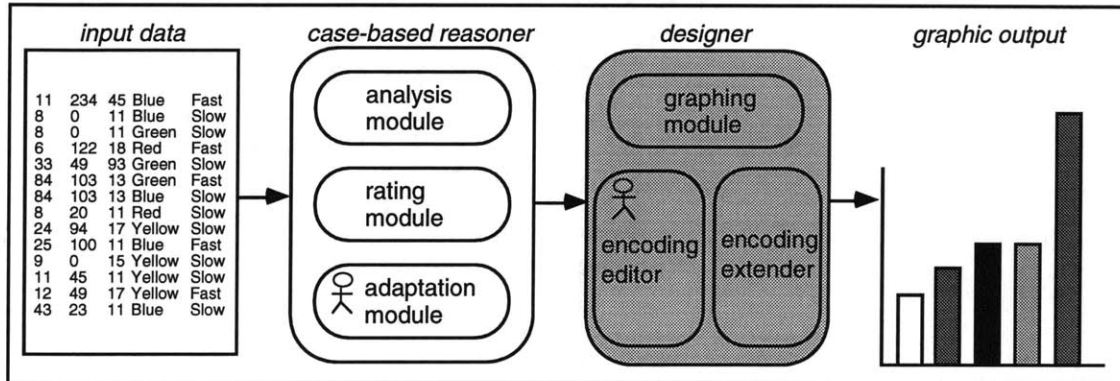 input data
case-based reasoner
designer
graphic output
11 234 45 Blue Fast
8 0 11 Blue Slow
8 0 11 Green Slow
6 122 18 Red Fast
33 49 93 Green Slow
84 103 13 Green Fast
84 103 13 Blue Slow
8 20 11 Red Slow
24 94 17 Yellow Slow
25 100 11 Blue Fast
9 0 15 Yellow Slow
11 45 11 Yellow Slow
12 49 17 Yellow Fast
43 23 11 Blue Slow
analysis
module
rating
module
adaptation
module
graphing
module
encoding
editor
encoding
extender